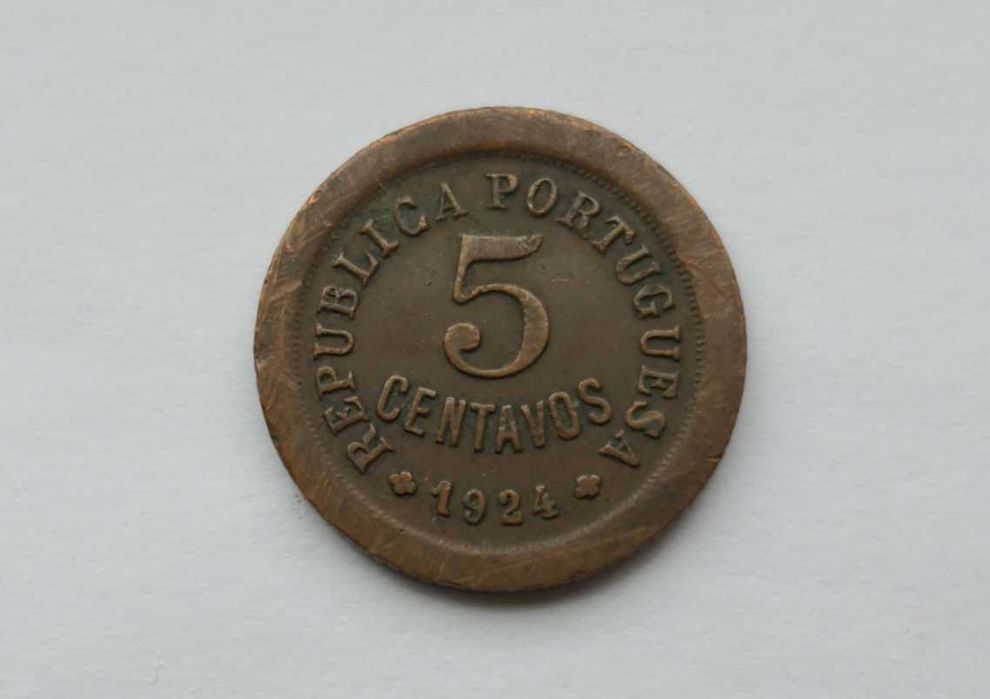 REPUBLICA PORTUGUESA
5
CENTAVOS
1924